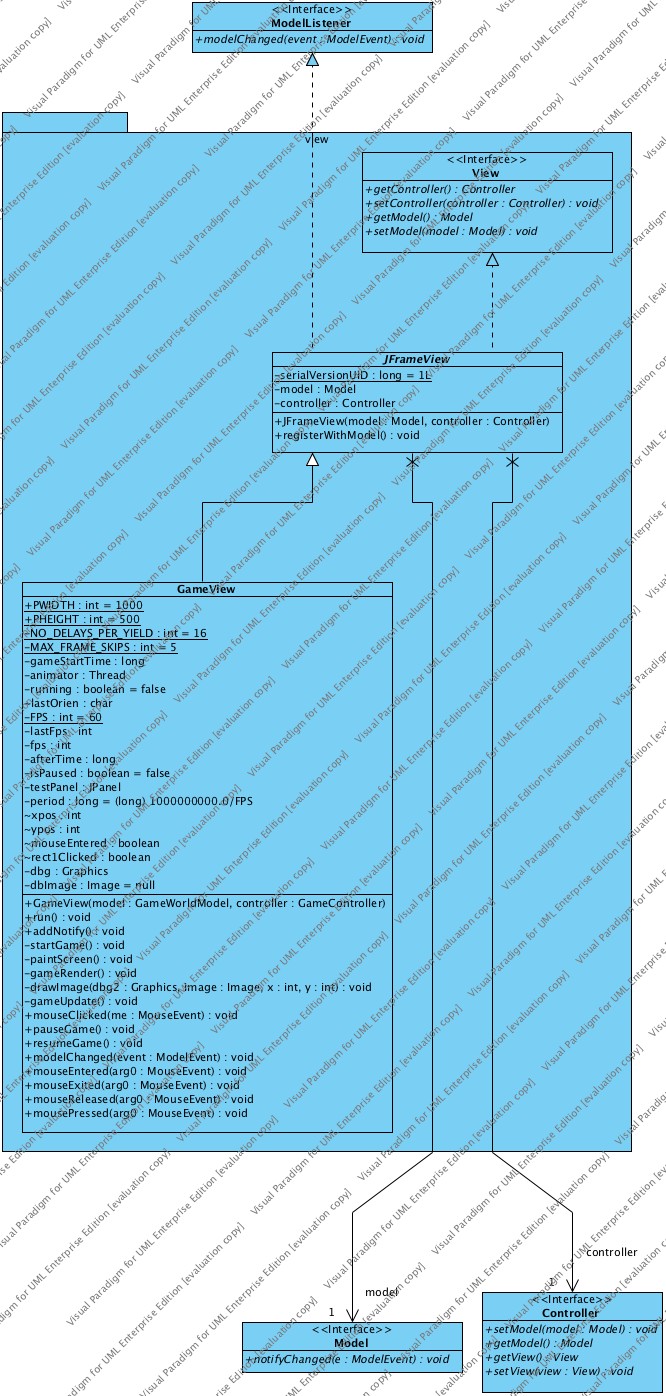 <<Interface>>
ModelListener
+modelChanged(event : ModelEvent) : void
view
<<Interface>>
View
+getController() : Controller
+setController(controller : Controller) : void
+getModel() : Model
+setModel(model : Model) : void
JFrameView
-serialVersionUID : long = 1L
-model : Model
-controller : Controller
+JFrameView(model : Model, controller : Controller)
+registerWithModel() : void
GameView
+PWIDTH : int = 1000
+PHEIGHT : int = 500
-NO_DELAYS_PER_YIELD : int = 16
-MAX_FRAME_SKIPS : int = 5
-gameStartTime : long
-animator : Thread
-running : boolean = false
-lastOrien : char
-FPS : int = 60
-lastFps : int
-fps : int
-afterTime : long
-isPaused : boolean = false
-testPanel : JPanel
-period : long = (long) 1000000000.0/FPS
~xpos : int
~ypos : int
~mouseEntered : boolean
~rect1Clicked : boolean
-dbg : Graphics
-dbImage : Image = null
+GameView(model : GameWorldModel, controller : GameController)
+run() : void
+addNotify() : void
-startGame() : void
-paintScreen() : void
-gameRender() : void
-drawImage(dbg2 : Graphics, image : Image, x : int, y : int) : void
-gameUpdate() : void
+mouseClicked(me : MouseEvent) : void
+pauseGame() : void
+resumeGame() : void
+modelChanged(event : ModelEvent) : void
+mouseEntered(arg0 : MouseEvent) : void
+mouseExited(arg0 : MouseEvent) : void
+mouseReleased(arg0 : MouseEvent) : void
+mousePressed(arg0 : MouseEvent) : void
controller
1
model
1
<<Interface>>
Model
+notifyChanged(e : ModelEvent) : void
<<Interface>>
Controller
+setModel(model : Model) : void
+getModel() : Model
+getView() : View
+setView(view : View) : void
Visual Paradigm for UML Enterprise Edition [evaluation copy]